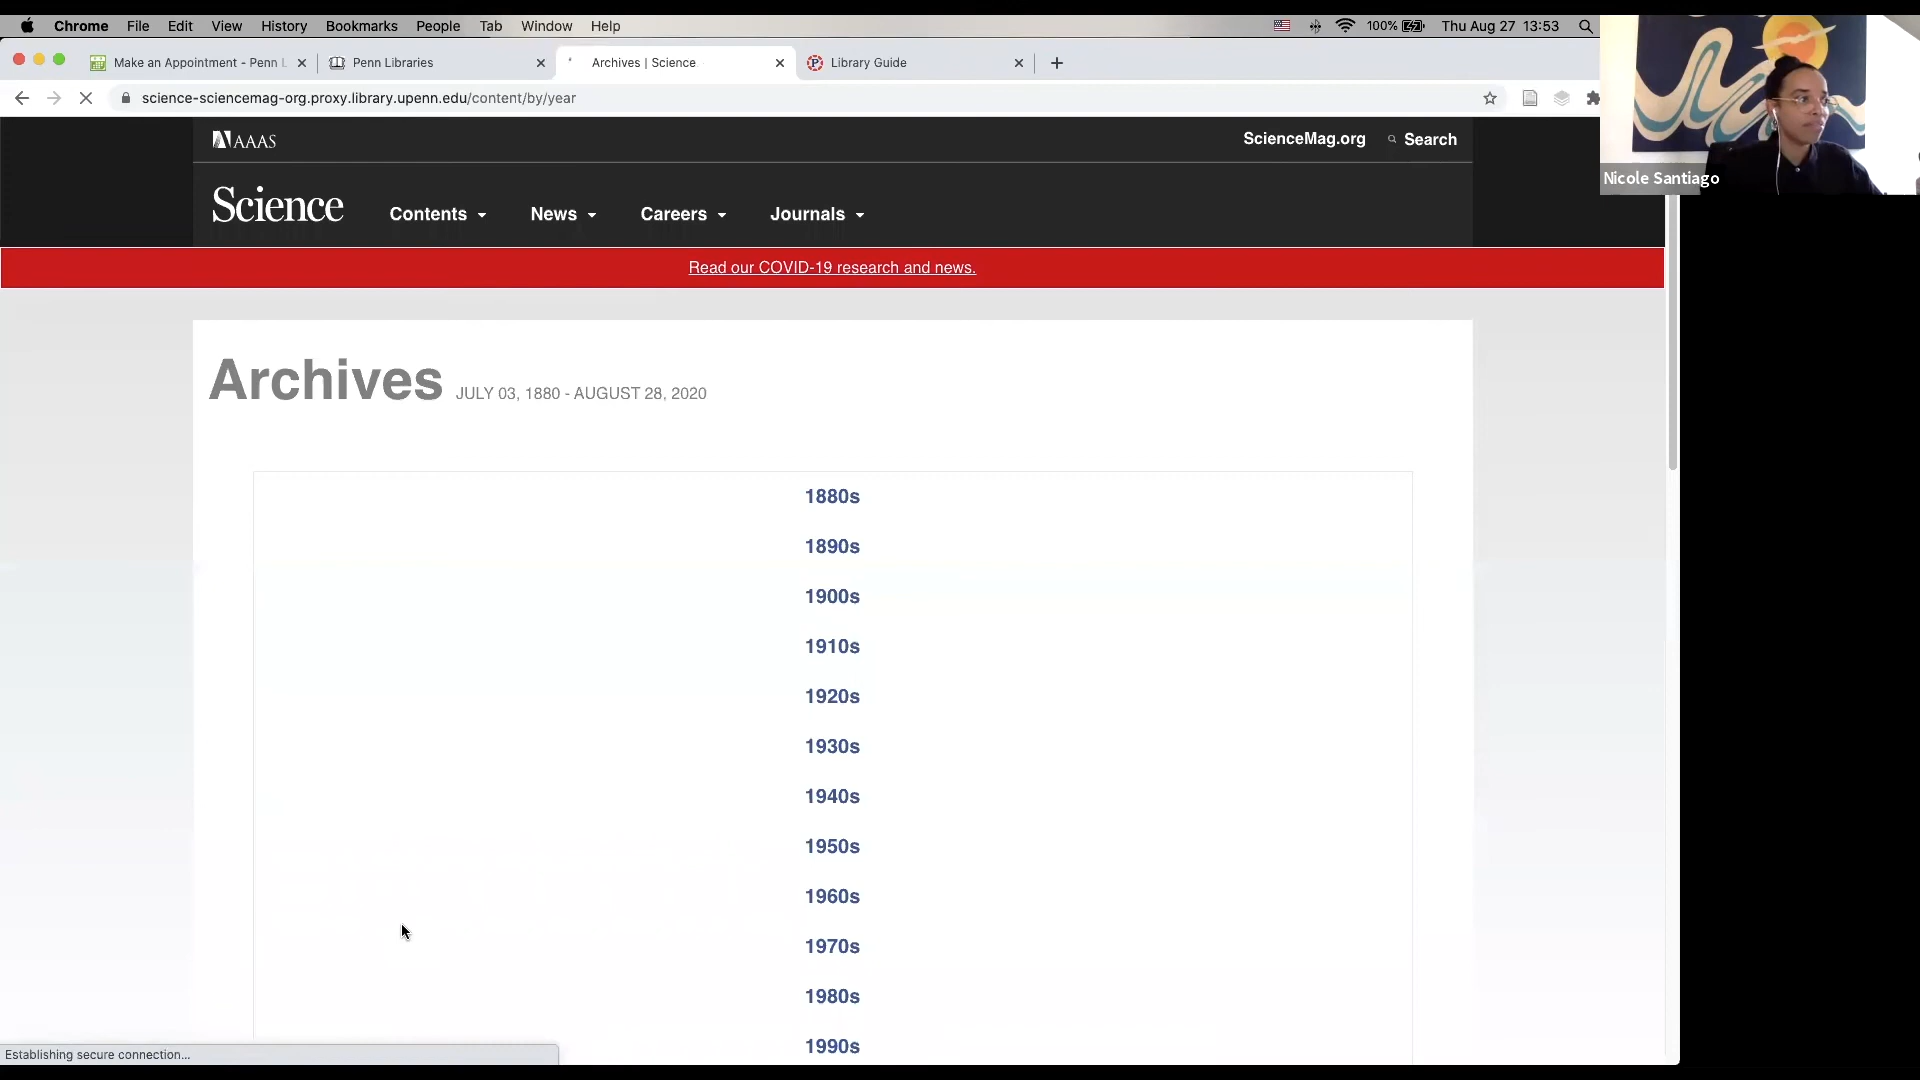 Chrome File Edit View History Bookmarks People Tab Window Help 100% Thu Aug 27 13:53
Make an Appointment - Penn L Penn Libraries Archives | Science Library Guide
science-sciencemag-org.proxy.library.upenn.edu/content/by/year
AAAS ScienceMag.org Search
Nicole Santiago
Science Contents News Careers Journals
Read our COVID-19 research and news.
Archives JULY 03, 1880 - AUGUST 28, 2020
1880s
1890s
1900s
1910s
1920s
1930s
1940s
1950s
1960s
1970s
1980s
1990s
Establishing secure connection...